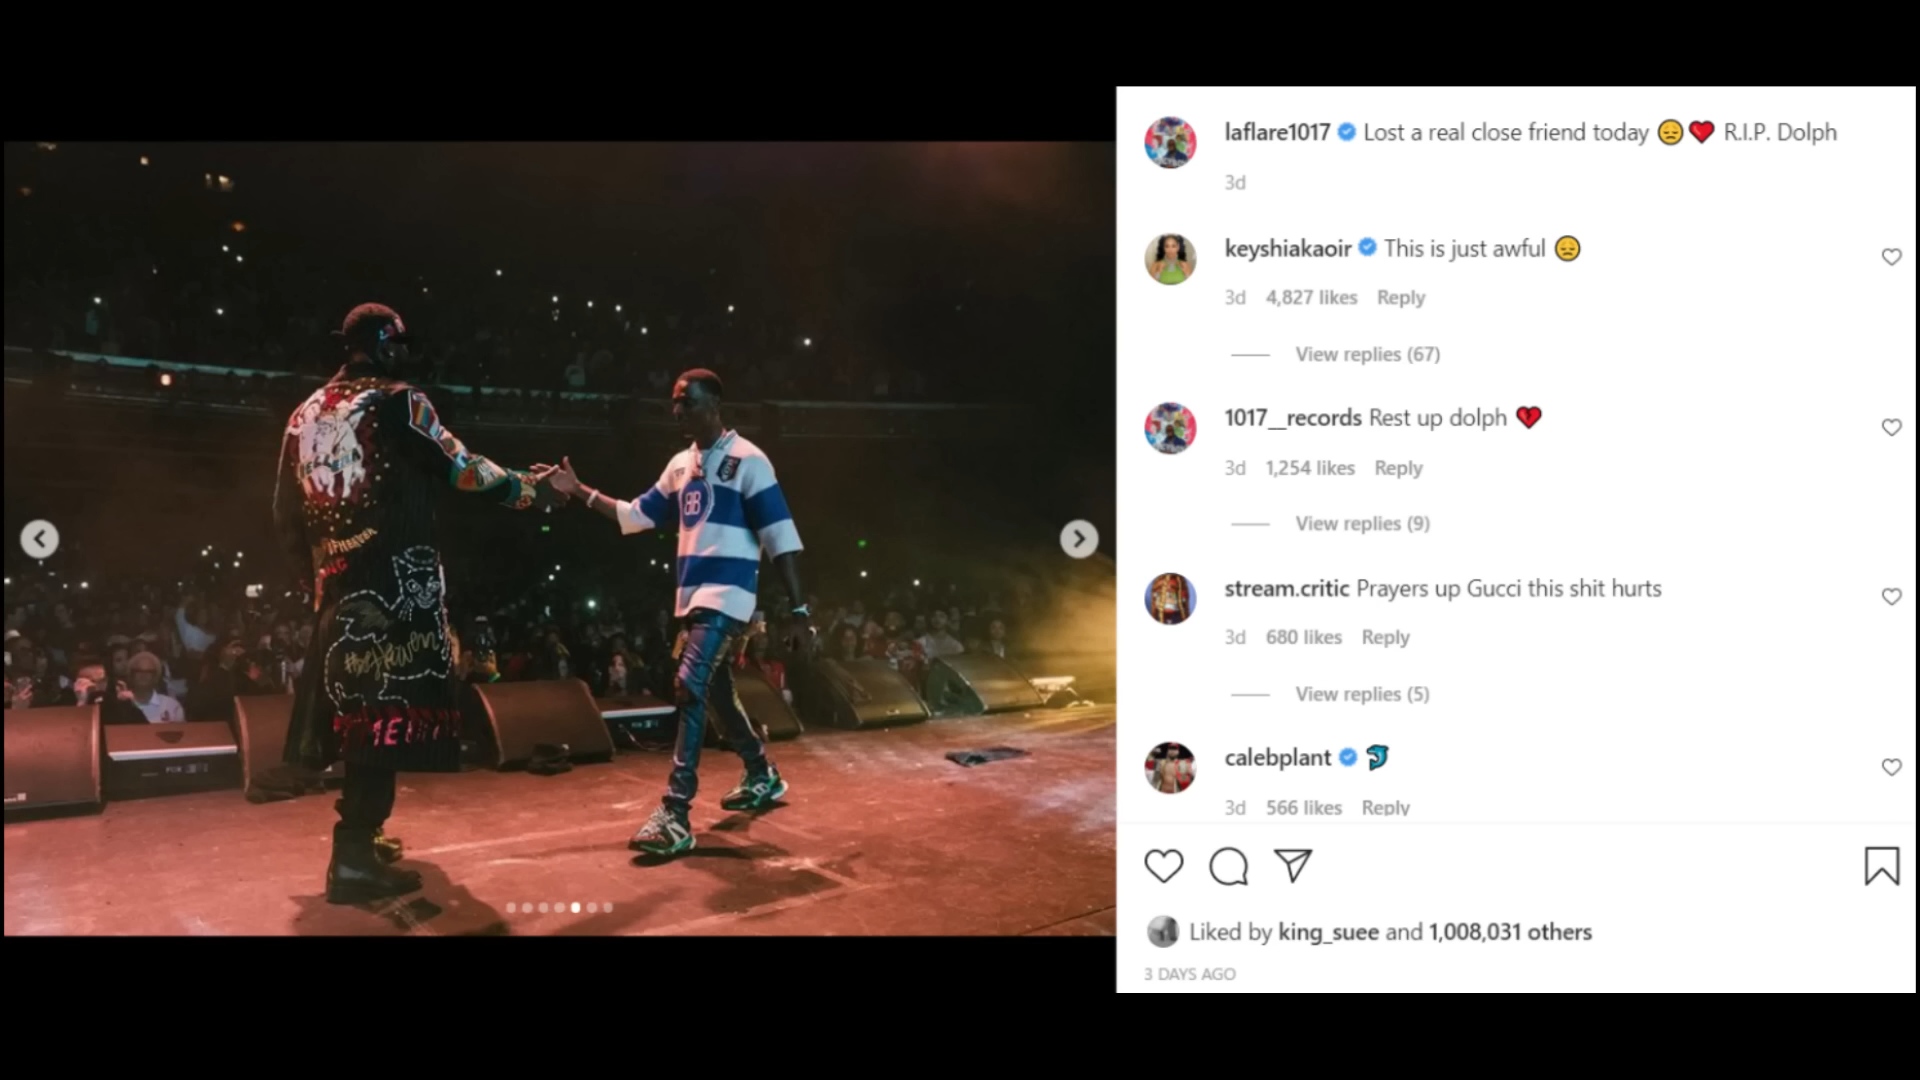 laflare1017 Lost a real close friend today 😞❤️ R.I.P. Dolph
3d
keyshiakaoir This is just awful 😞
3d 4,827 likes Reply
View replies (67)
1017__records Rest up dolph 💔
3d 1,254 likes Reply
View replies (9)
stream.critic Prayers up Gucci this shit hurts
3d 680 likes Reply
View replies (5)
calebplant 🐬
3d 566 likes Reply
Liked by king_suee and 1,008,031 others
3 DAYS AGO